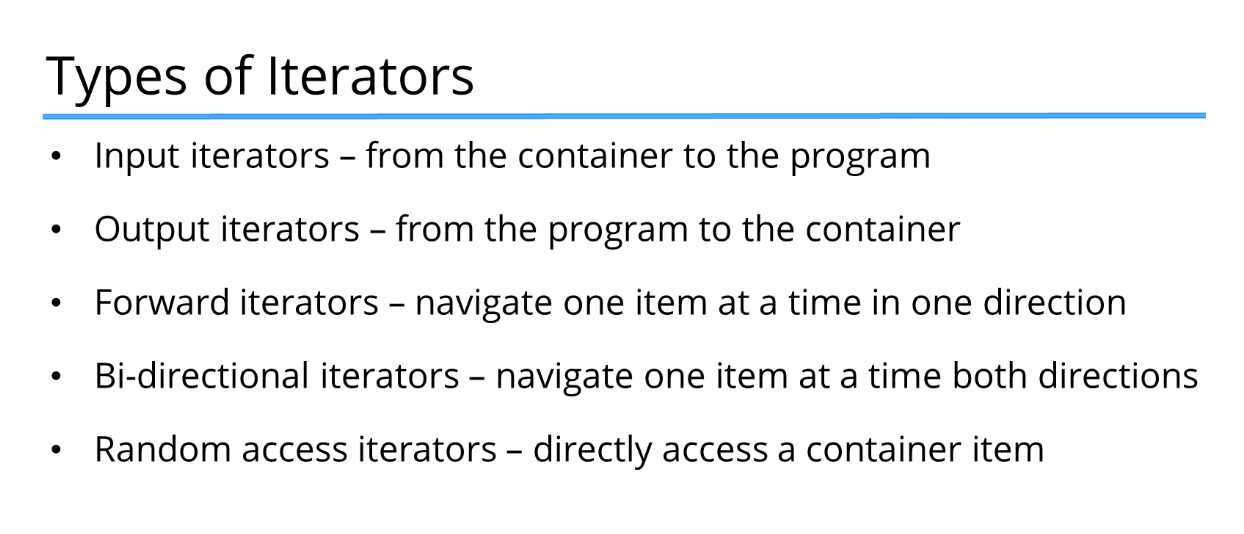 Types of Iterators
• Input iterators – from the container to the program
• Output iterators – from the program to the container
• Forward iterators – navigate one item at a time in one direction
• Bi-directional iterators – navigate one item at a time both directions
• Random access iterators – directly access a container item